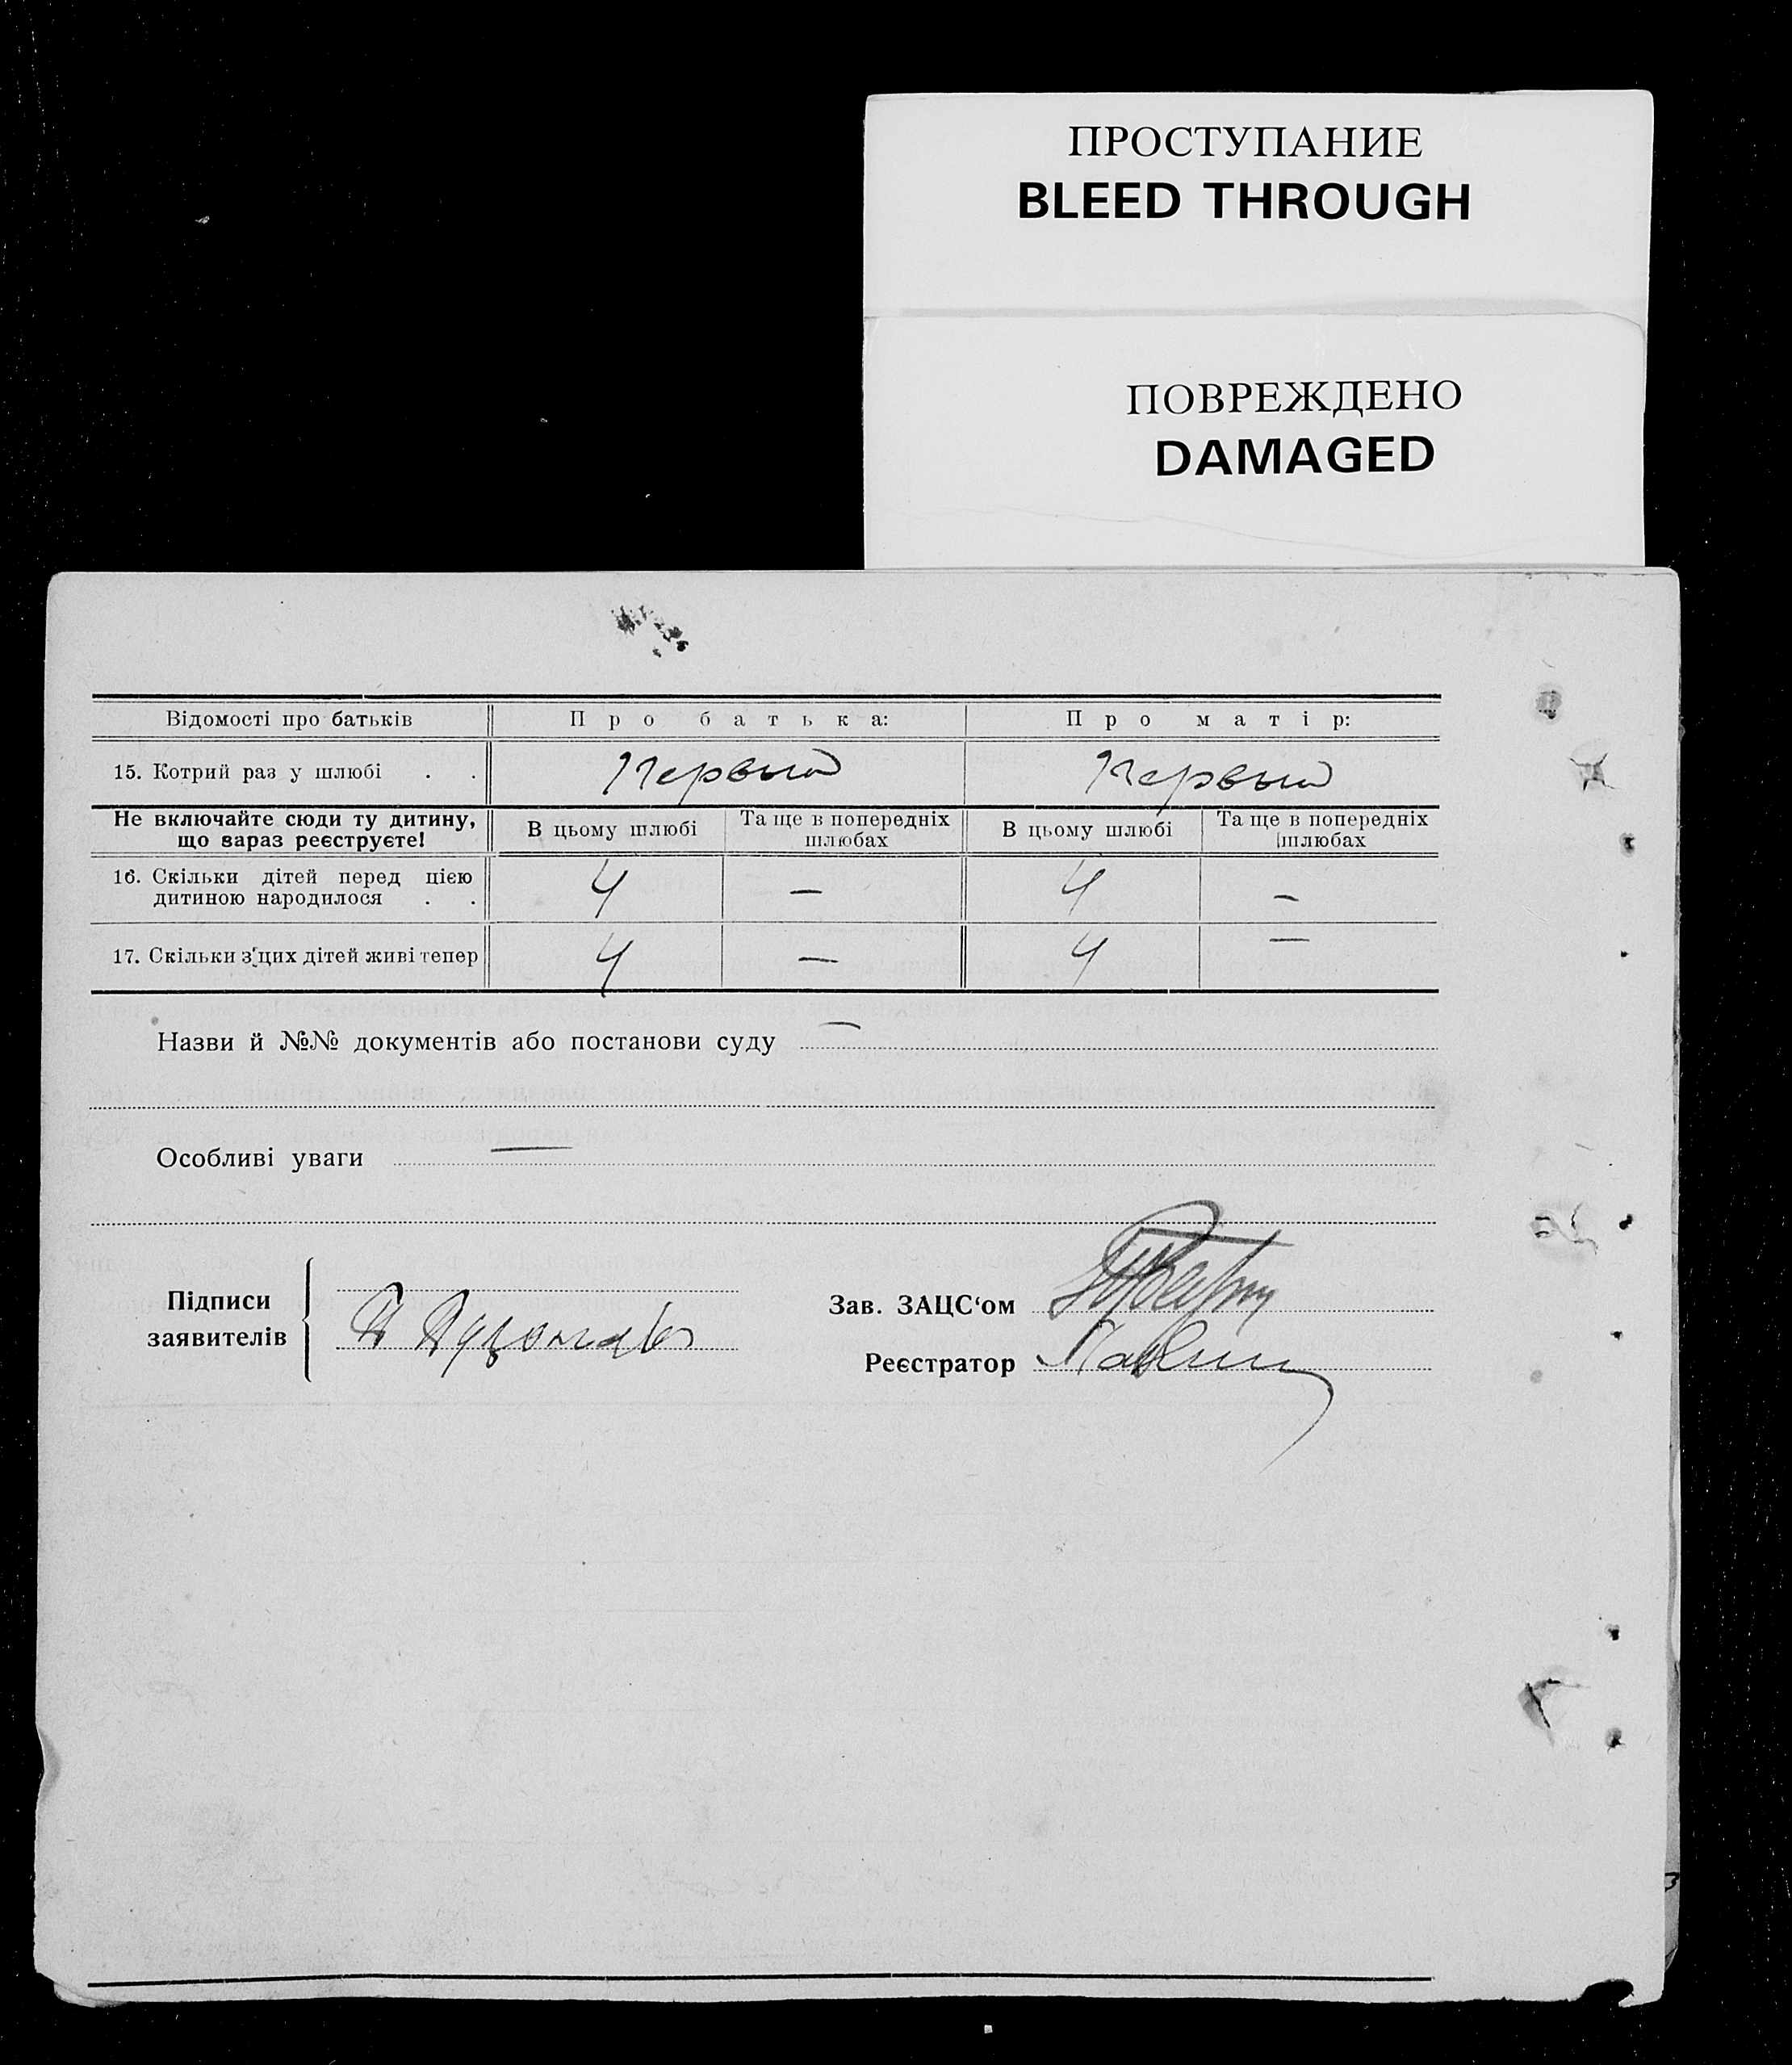 ПРОСТУПАНИЕ
BLEED THROUGH
ПОВРЕЖДЕНО
DAMAGED
Відомості про батьків Про батька: Про матір:
15. Котрий раз у шлюбі . . Первый Первый
Не включайте сюди ту дитину, що вараз реєструєте! В цьому шлюбі Та ще в попередніх шлюбах В цьому шлюбі Та ще в попередніх шлюбах
16. Скільки дітей перед цією дитиною народилося . . 4 — 4 —
17. Скільки з'цих дітей живі тепер 4 — 4 —
Назви й №№ документів або постанови суду —
Особливі уваги —
Підписи
заявителів
Зав. ЗАЦС‘ом
Реєстратор